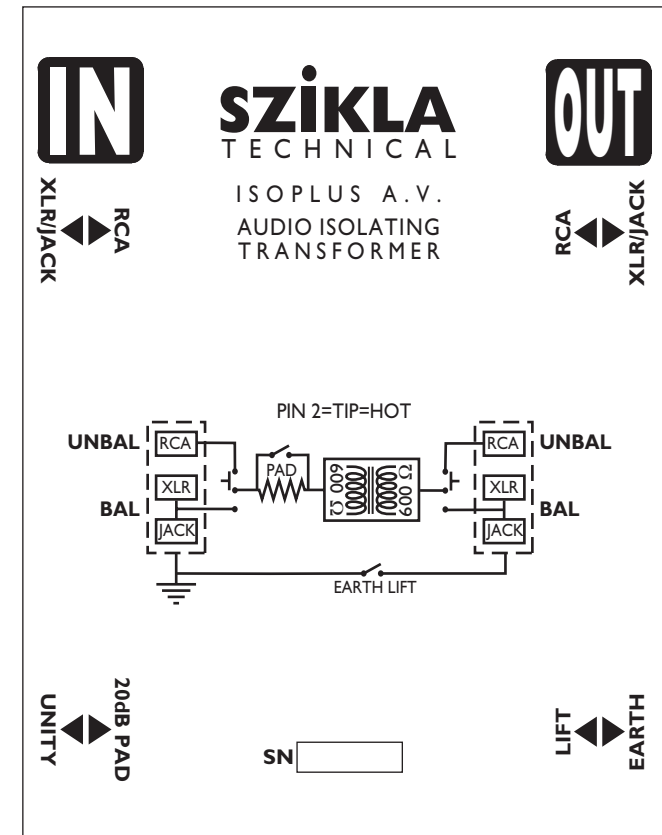 IN
SZIKLA
TECHNICAL
OUT
ISOPLUS A.V.
AUDIO ISOLATING
TRANSFORMER
XLR/JACK
RCA
RCA
XLR/JACK
PIN 2=TIP=HOT
UNBAL
RCA
PAD
600 Ω
600 Ω
RCA
UNBAL
XLR
XLR
BAL
BAL
JACK
JACK
EARTH LIFT
UNITY
20dB PAD
SN
LIFT
EARTH